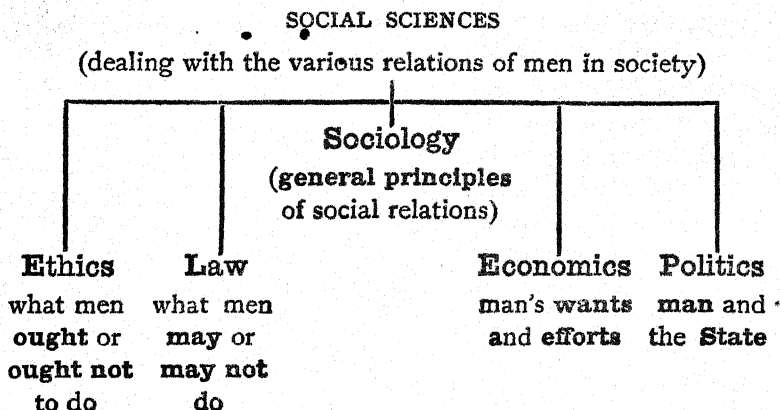 SOCIAL SCIENCES
(dealing with the various relations of men in society)
Sociology
(general principles
of social relations)
Ethics
what men
ought or
ought not
to do
Law
what men
may or
may not
do
Economics
man's wants
and efforts
Politics
man and
the State